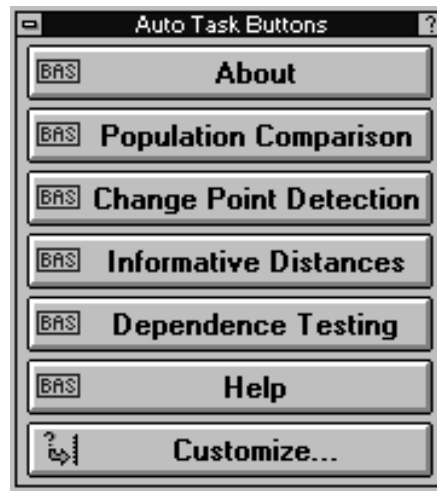 Auto Task Buttons ?
BAS About
BAS Population Comparison
BAS Change Point Detection
BAS Informative Distances
BAS Dependence Testing
BAS Help
? Customize...